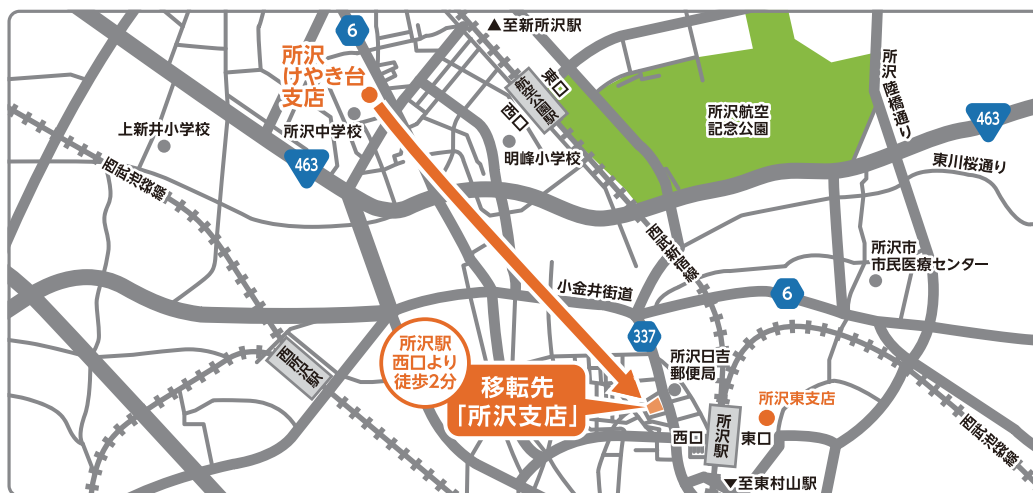 ▲至新所沢駅
6
所沢
けやき台
支店
東口
航空公園駅
西口
所沢航空
記念公園
所沢陸橋通り
463
上新井小学校
所沢中学校
明峰小学校
463
東川桜通り
西武池袋線
西武新宿線
所沢市
市民医療センター
小金井街道
6
337
所沢駅
西口より
徒歩2分
西所沢駅
所沢日吉
郵便局
移転先
「所沢支店」
所沢東支店
西口
所沢駅
東口
西武池袋線
▼至東村山駅